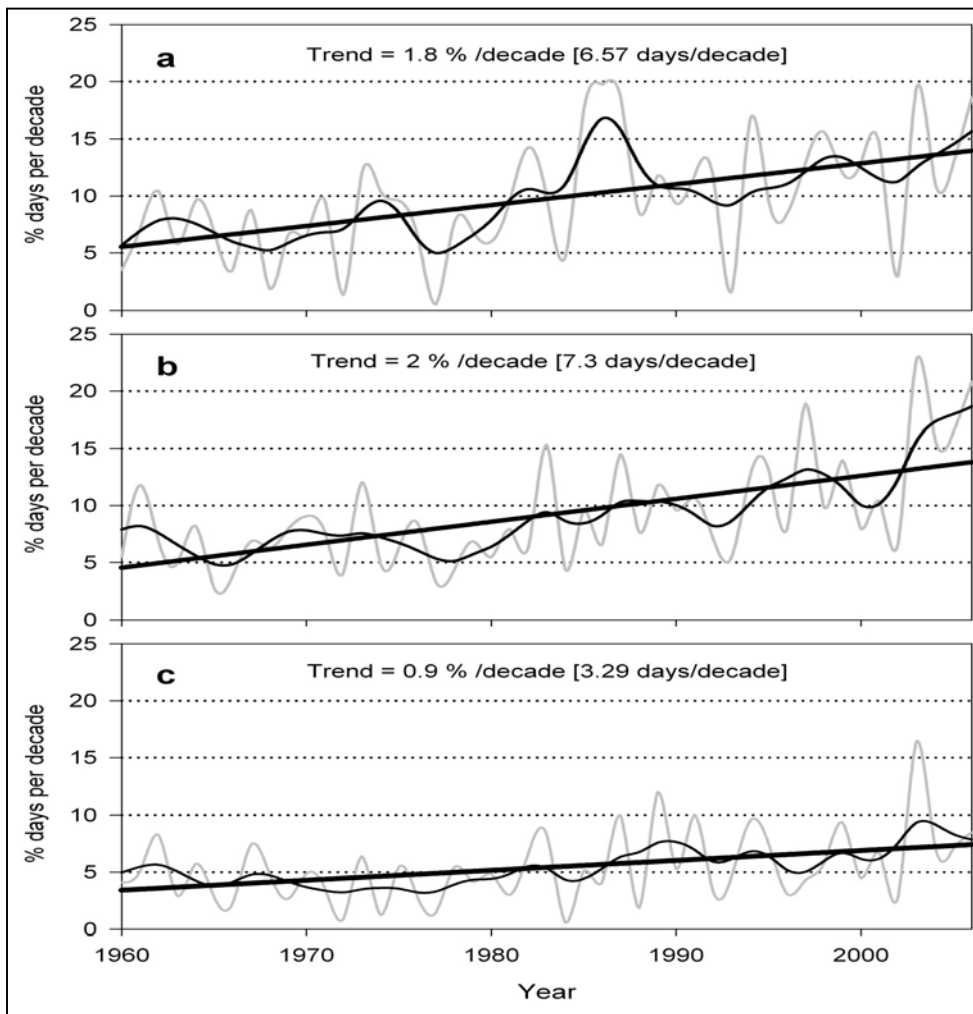 25
a
Trend = 1.8 % /decade [6.57 days/decade]
20
15
10
5
0
% days per decade
25
b
Trend = 2 % /decade [7.3 days/decade]
20
15
10
5
0
% days per decade
25
c
Trend = 0.9 % /decade [3.29 days/decade]
20
15
10
5
0
% days per decade
1960 1970 1980 1990 2000
Year